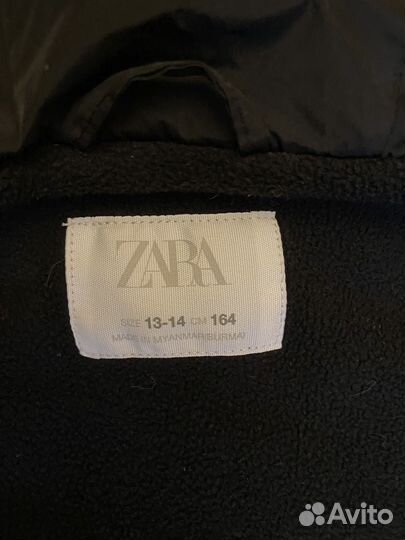 ZARA
SIZE 13-14 CM 164
MADE IN MYANMAR(BURMA)
Avito